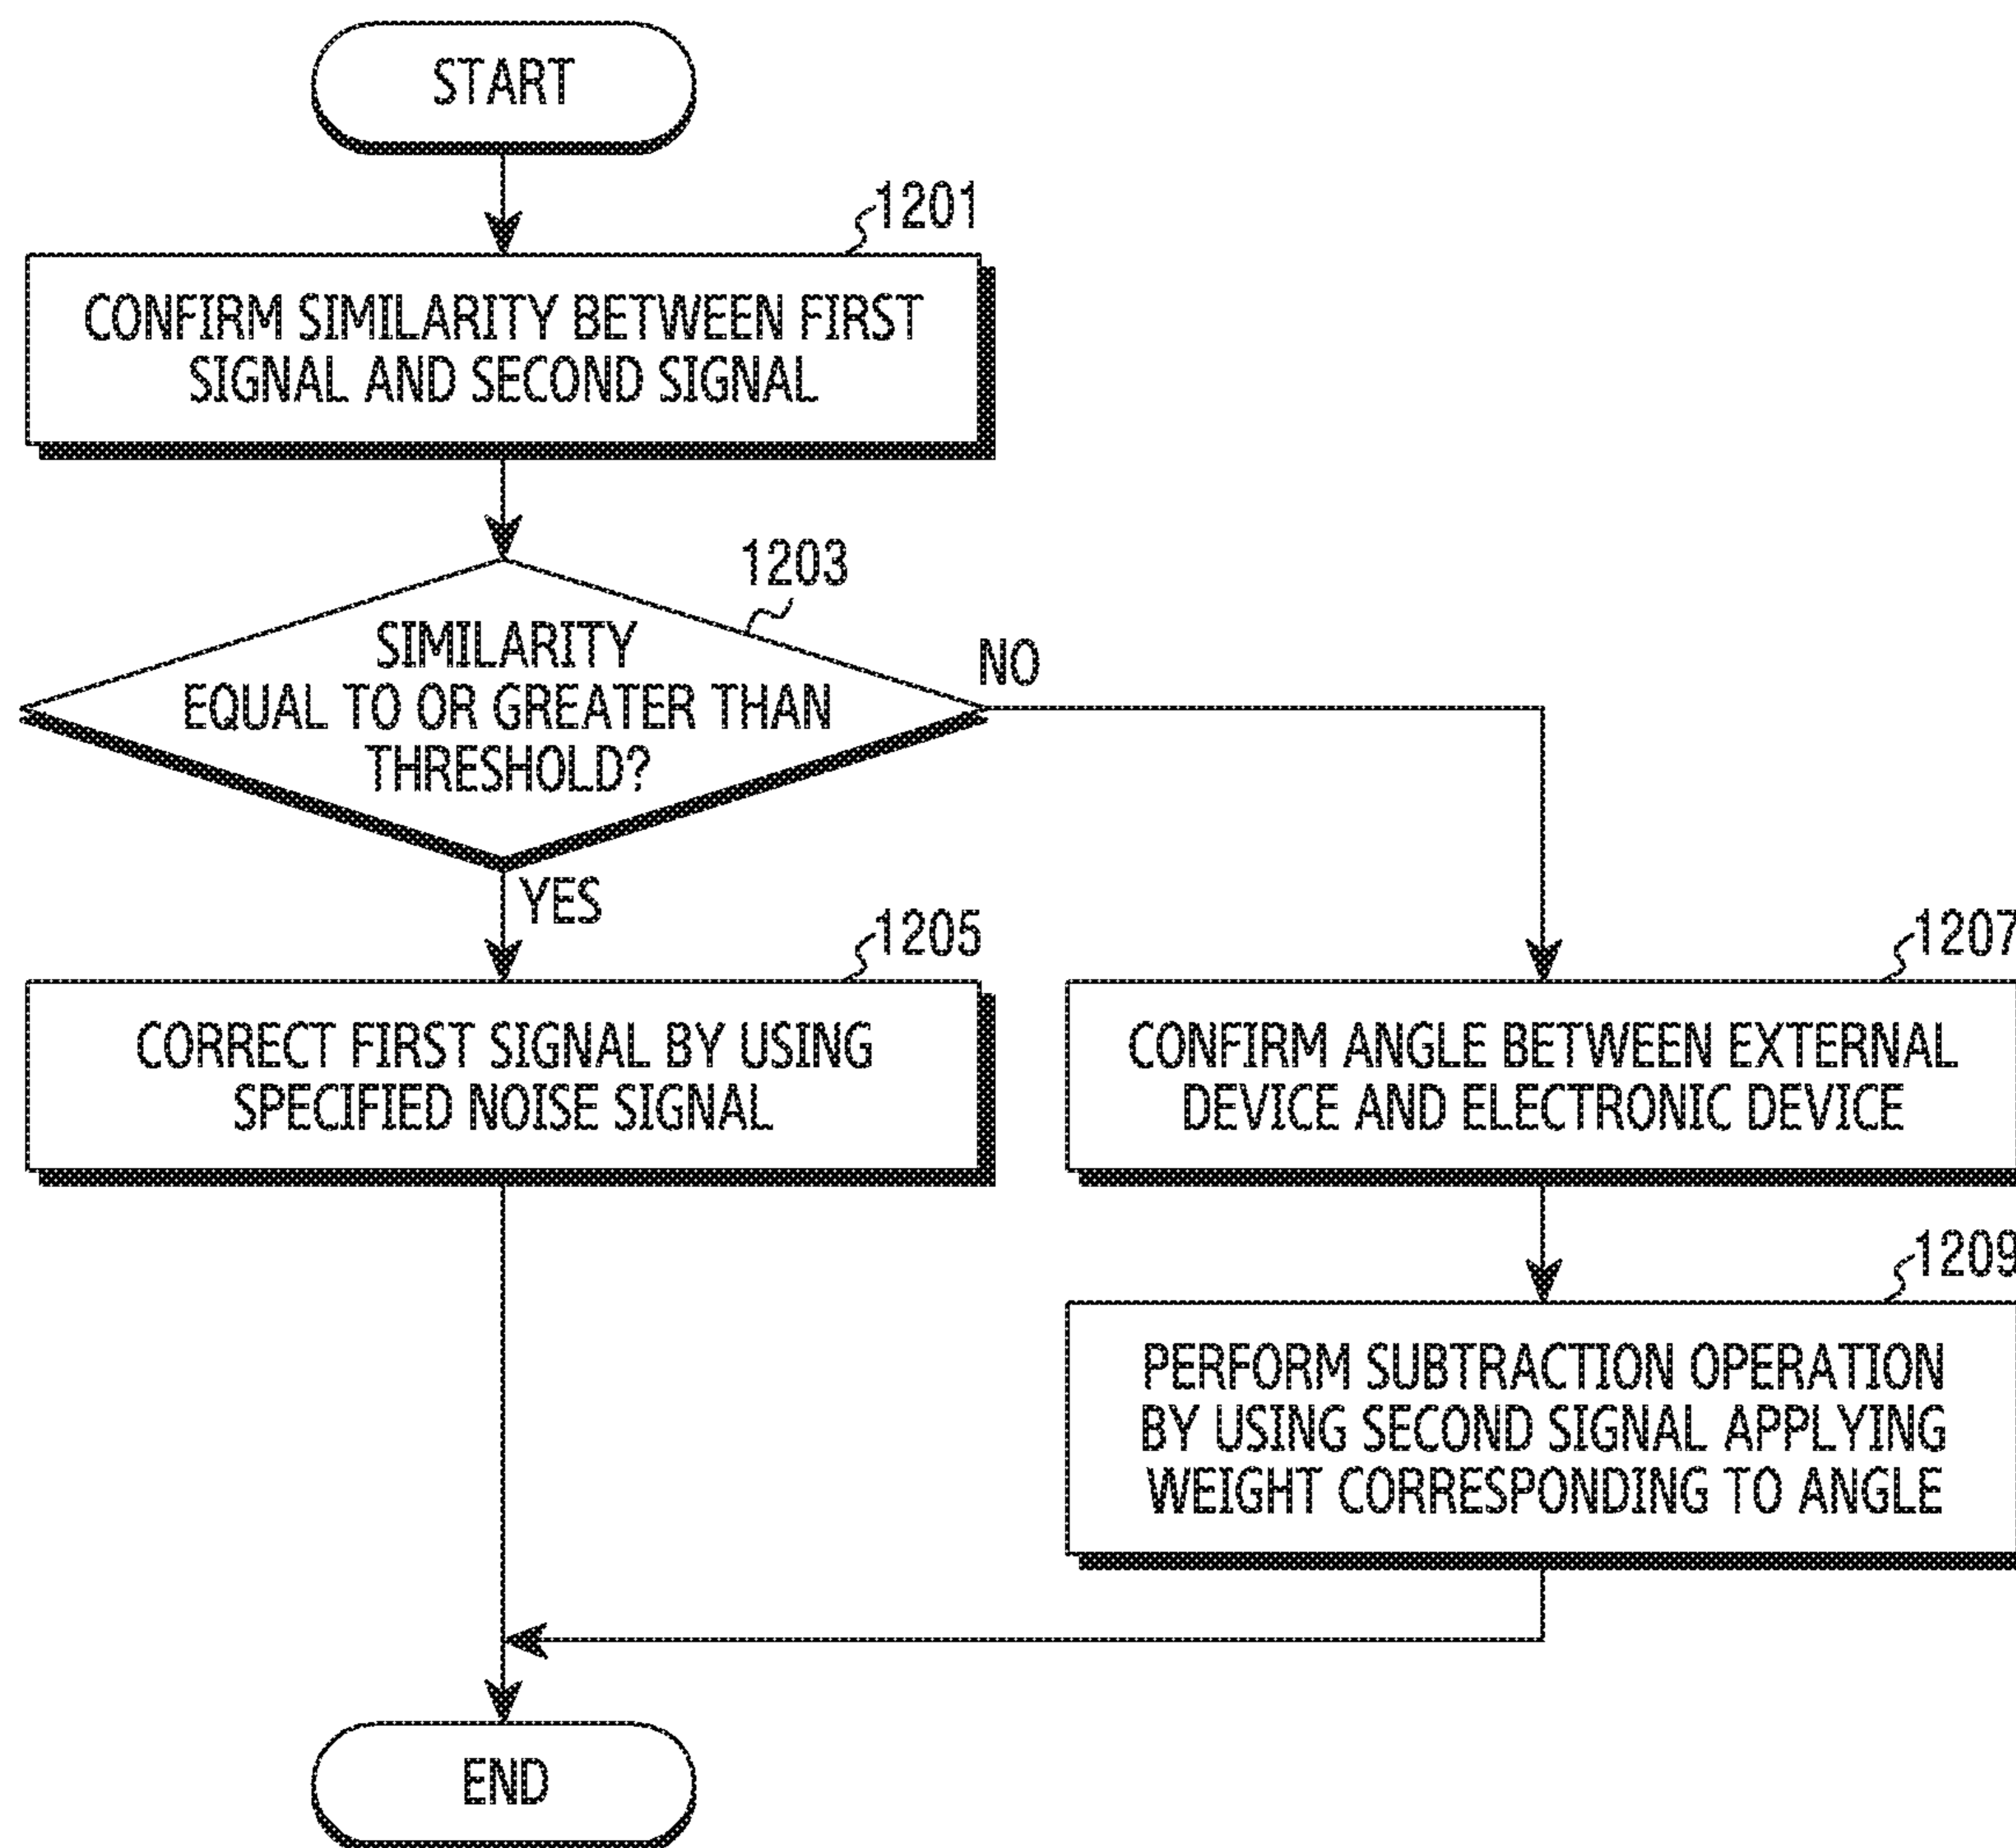 START
1201
CONFIRM SIMILARITY BETWEEN FIRST
SIGNAL AND SECOND SIGNAL
1203
SIMILARITY
EQUAL TO OR GREATER THAN
THRESHOLD?
NO
YES
1205
CORRECT FIRST SIGNAL BY USING
SPECIFIED NOISE SIGNAL
1207
CONFIRM ANGLE BETWEEN EXTERNAL
DEVICE AND ELECTRONIC DEVICE
1209
PERFORM SUBTRACTION OPERATION
BY USING SECOND SIGNAL APPLYING
WEIGHT CORRESPONDING TO ANGLE
END